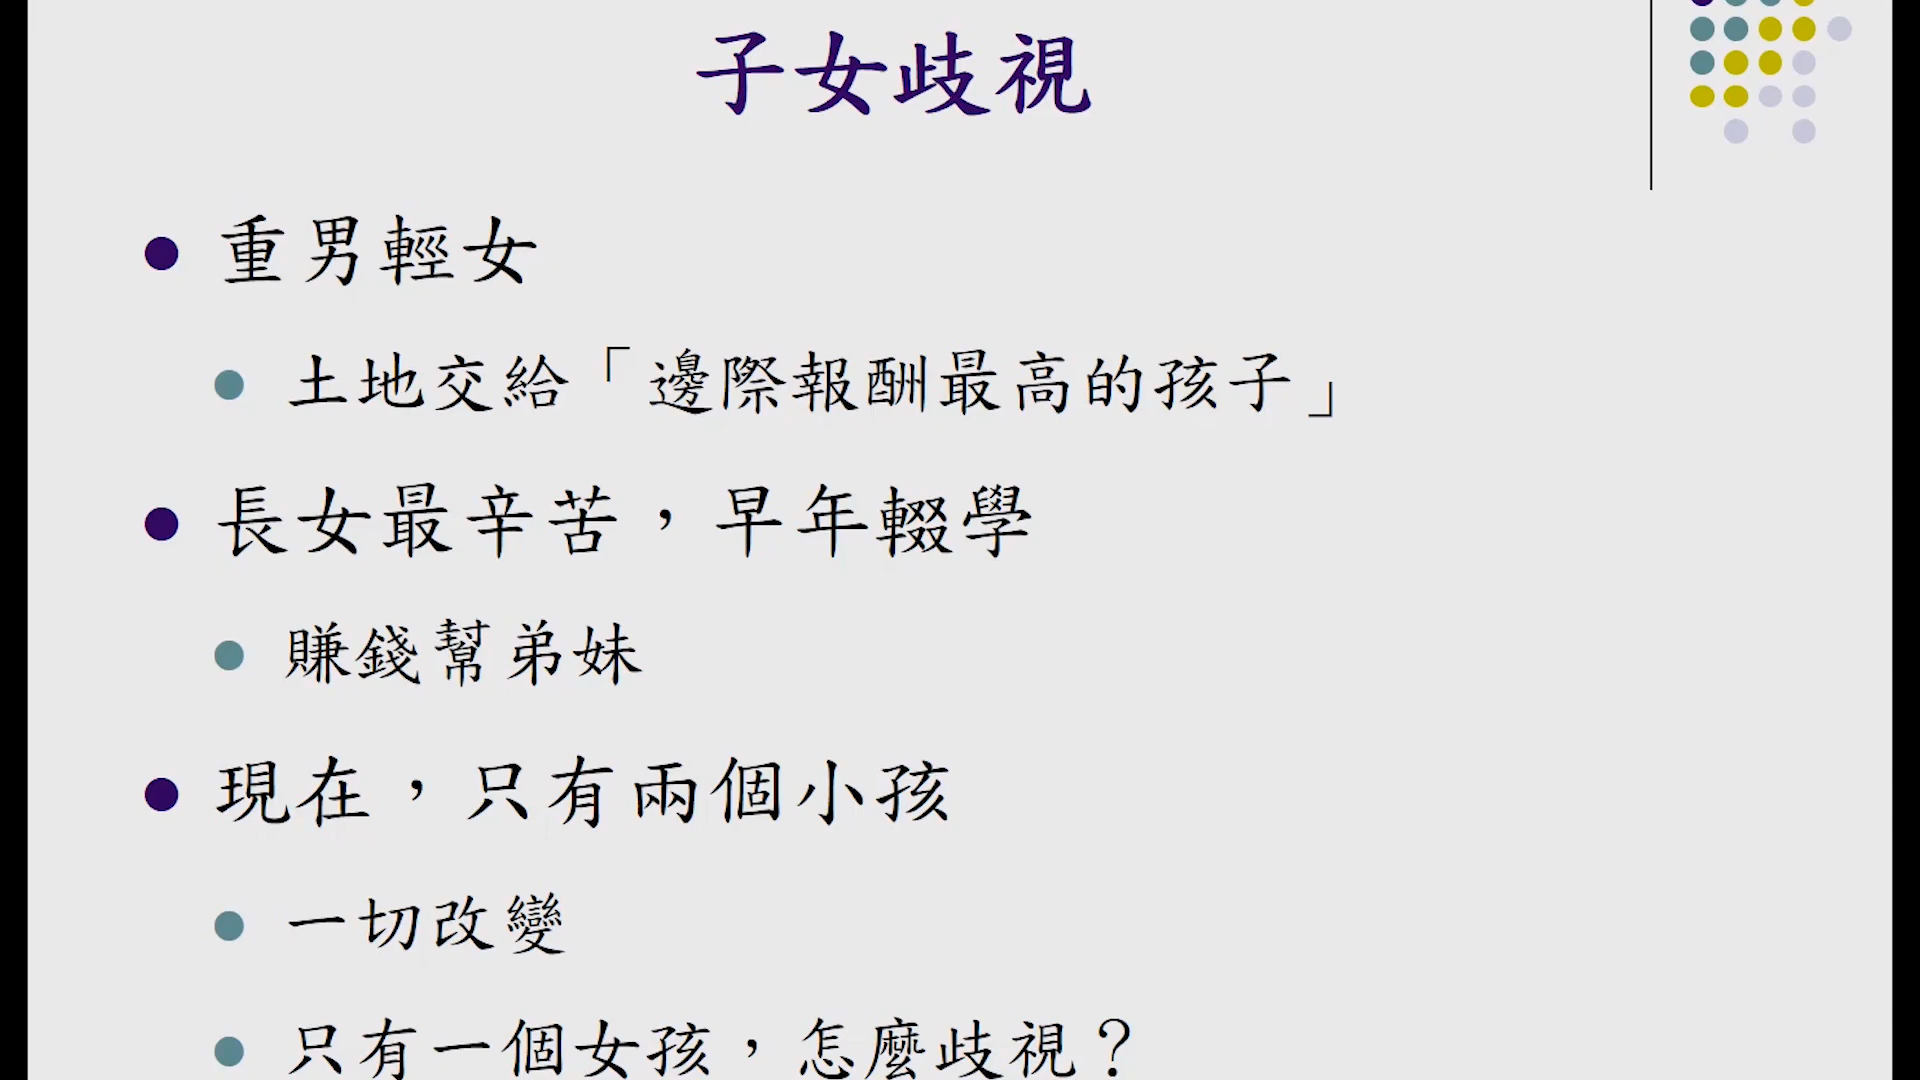 子女歧視
重男輕女
土地交給「邊際報酬最高的孩子」
長女最辛苦，早年輟學
賺錢幫弟妹
現在，只有兩個小孩
一切改變
只有一個女孩，怎麼歧視？